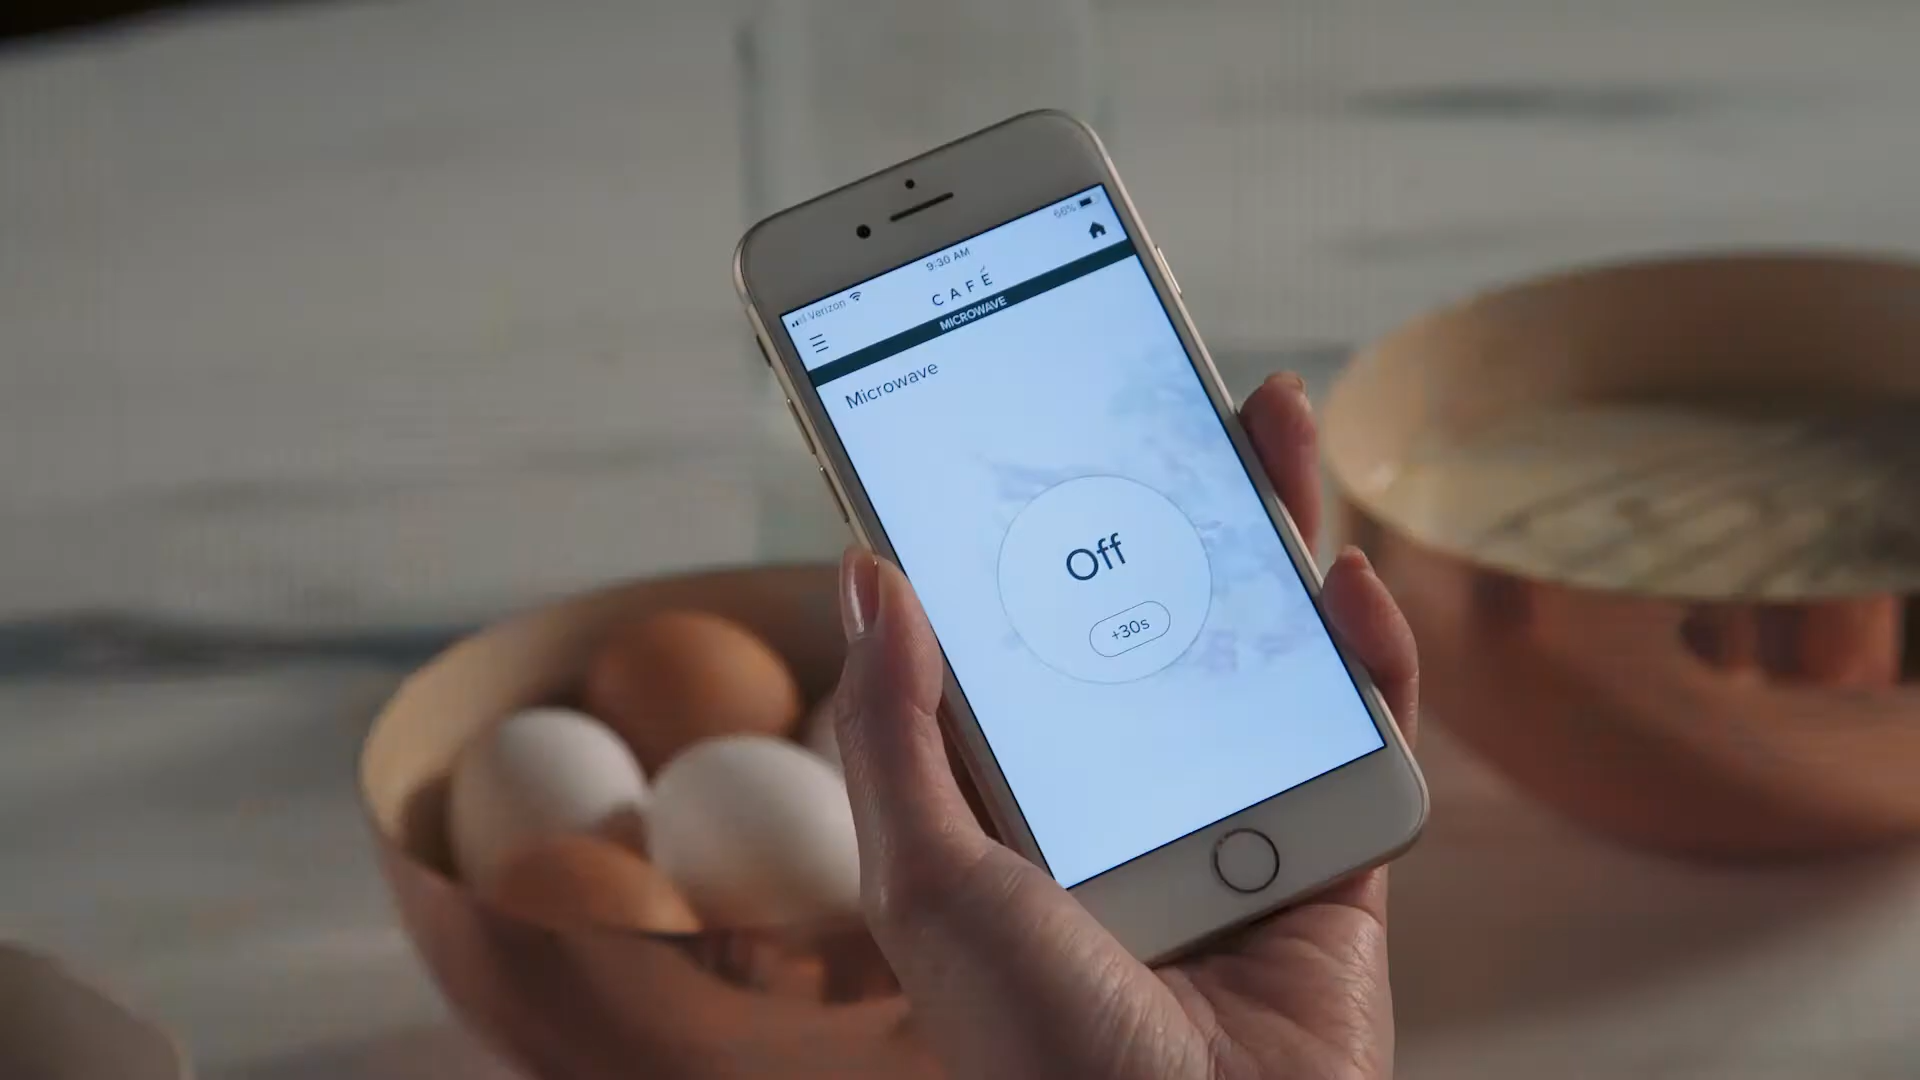 Verizon
9:30 AM
66%
CAFÉ
MICROWAVE
Microwave
Off
+30s